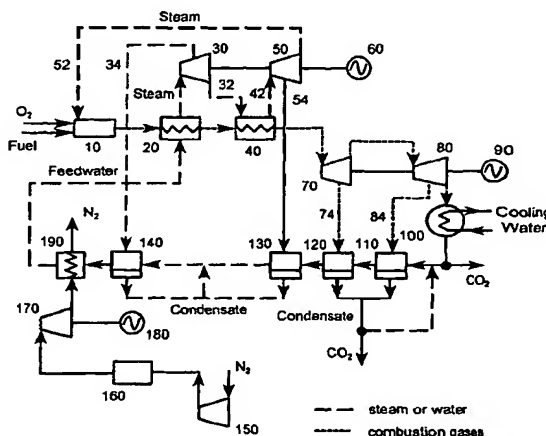 Steam
52
34
30
50
60
Steam
32
42
54
O2
Fuel
10
20
40
80
90
Feedwater
70
N2
74
84
100
Cooling
Water
190
140
130
120
110
CO2
170
Condensate
Condensate
180
N2
CO2
160
150
steam or water
combustion gases